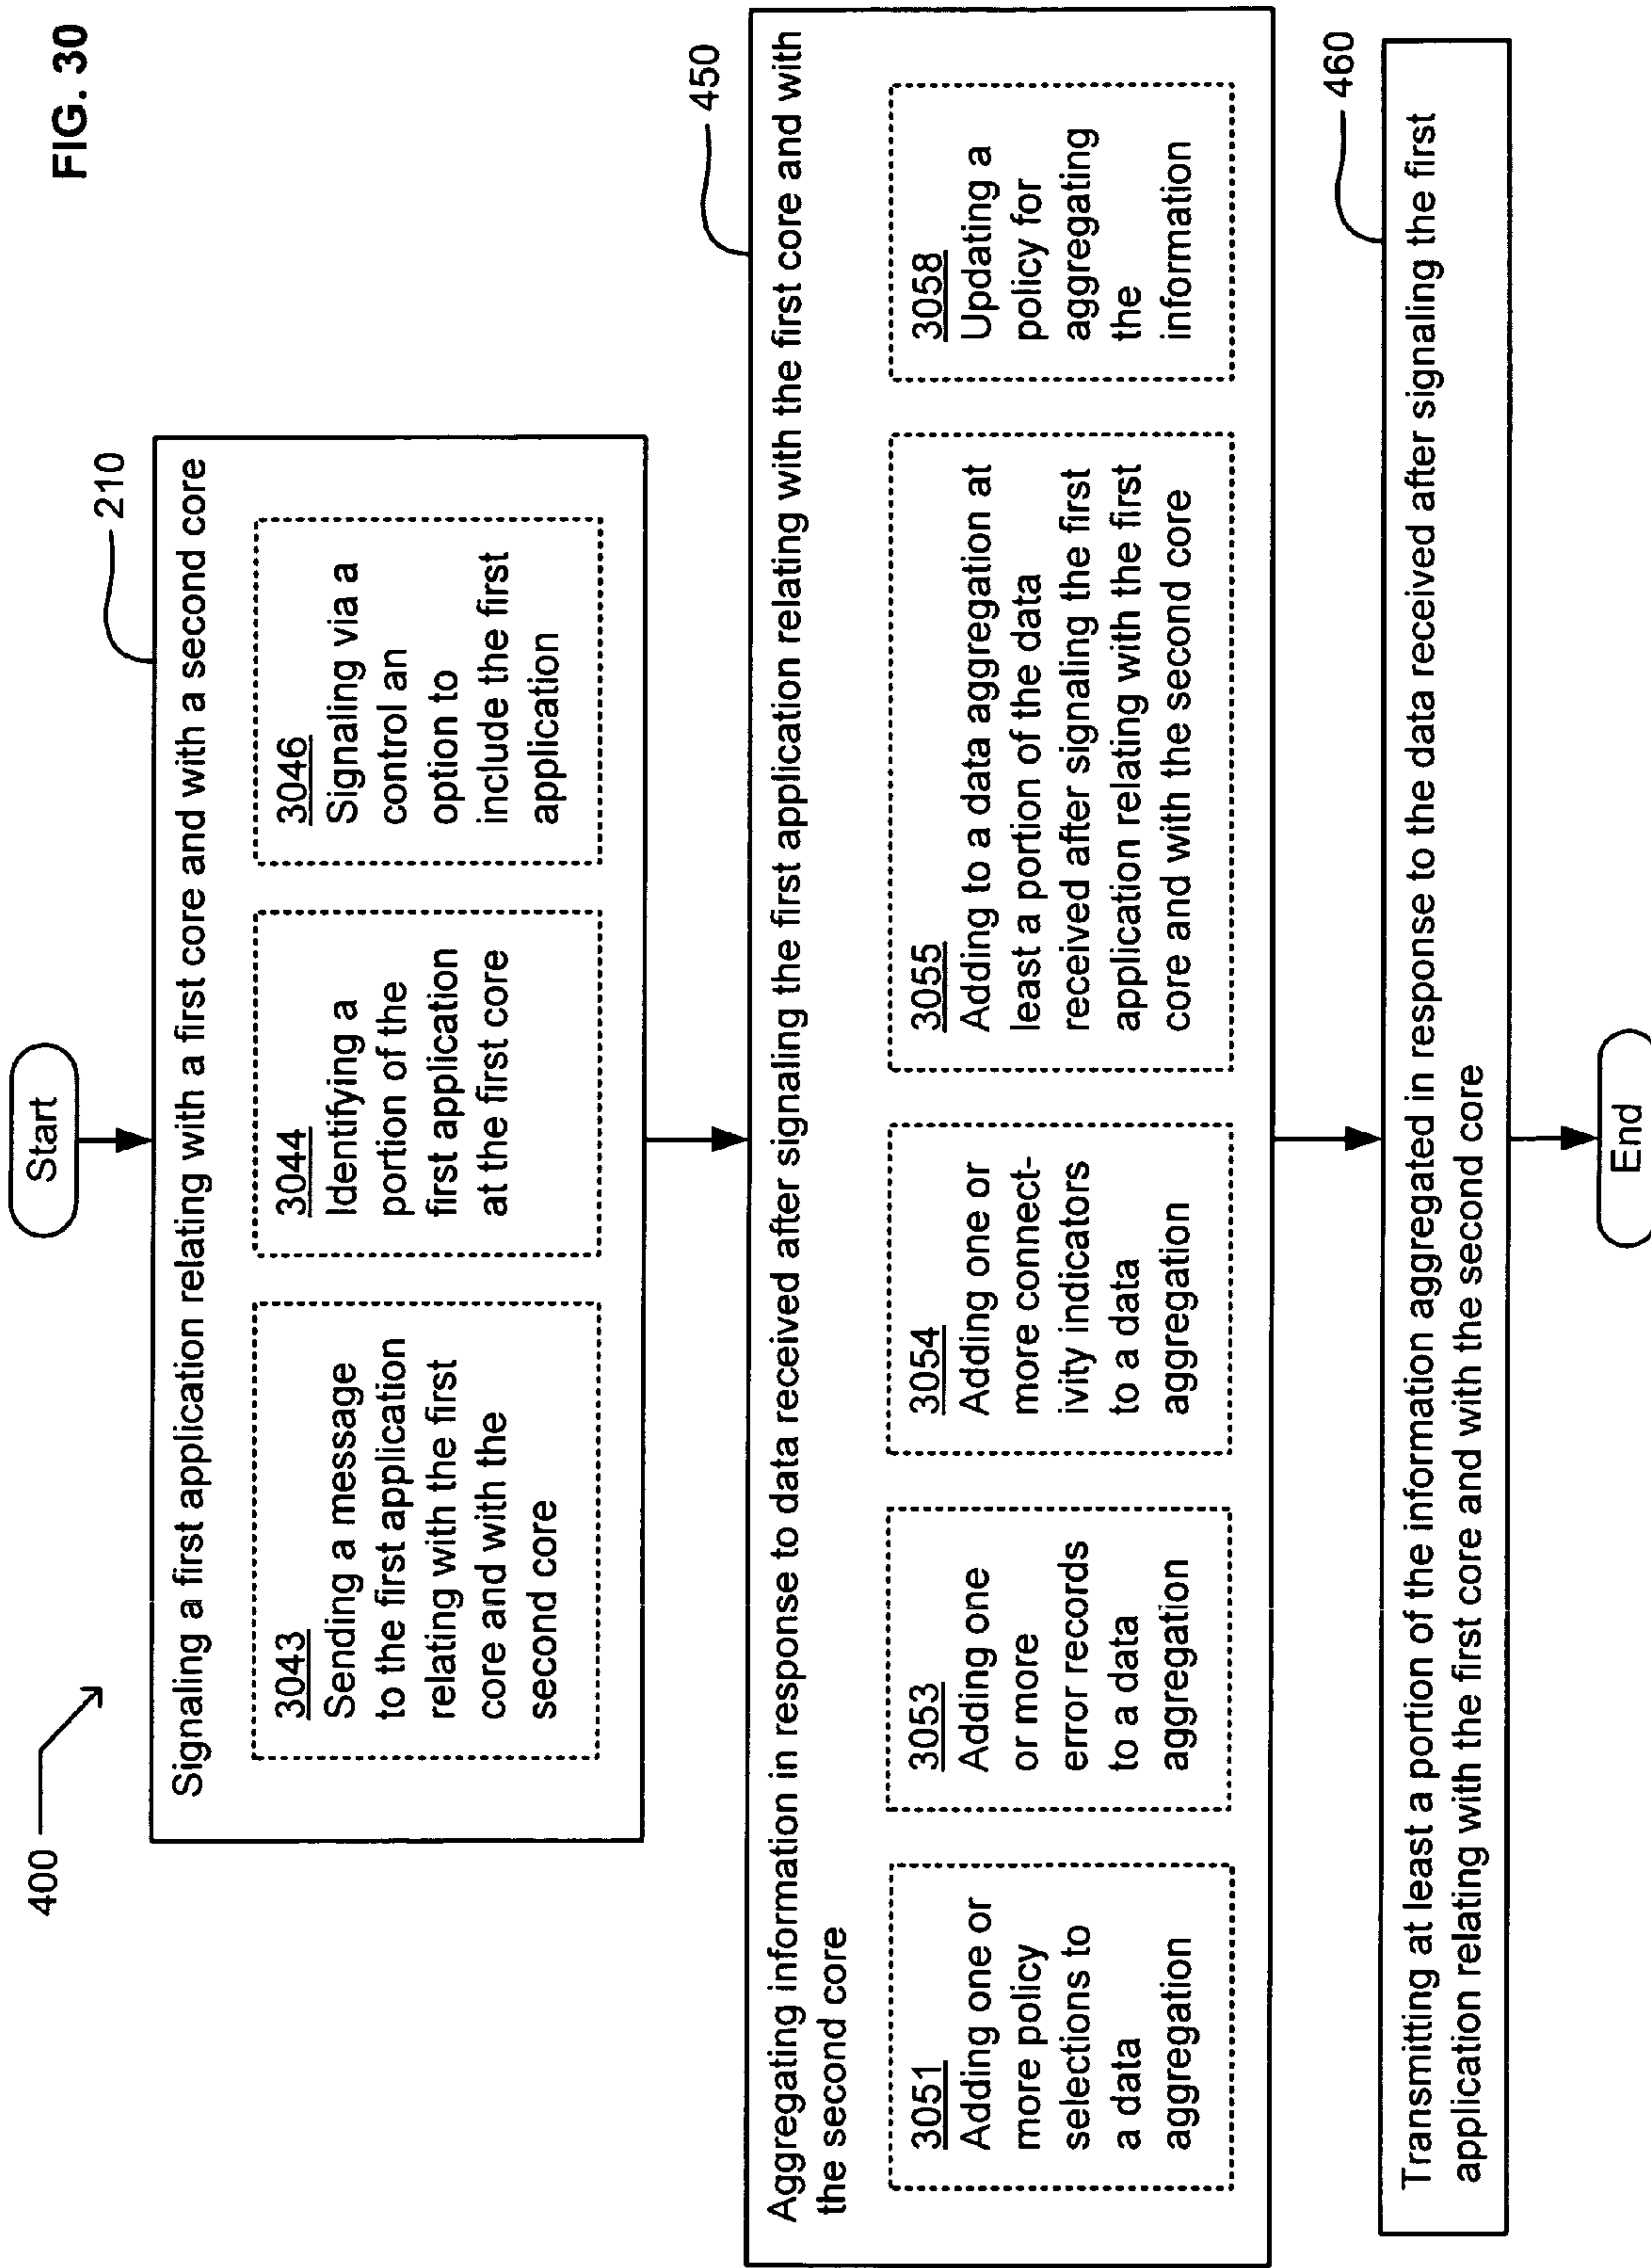 FIG. 30
400
Start
210
Signaling a first application relating with a first core and with a second core
3043
Sending a message
to the first application
relating with the first
core and with the
second core
3044
Identifying a
portion of the
first application
at the first core
3046
Signaling via a
control an
option to
include the first
application
450
Aggregating information in response to data received after signaling the first application relating with the first core and with
the second core
3051
Adding one or
more policy
selections to
a data
aggregation
3053
Adding one
or more
error records
to a data
aggregation
3054
Adding one or
more connect-
ivity indicators
to a data
aggregation
3055
Adding to a data aggregation at
least a portion of the data
received after signaling the first
application relating with the first
core and with the second core
3058
Updating a
policy for
aggregating
the
information
460
Transmitting at least a portion of the information aggregated in response to the data received after signaling the first
application relating with the first core and with the second core
End